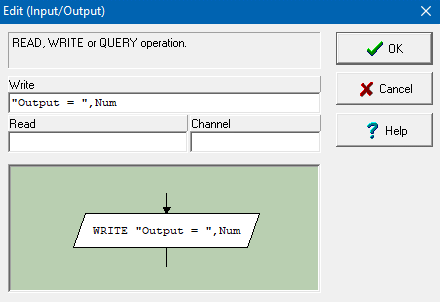 Edit (Input/Output)
READ, WRITE or QUERY operation.
OK
Write
Cancel
"Output = ",Num
Read
Channel
Help
WRITE "Output = ",Num